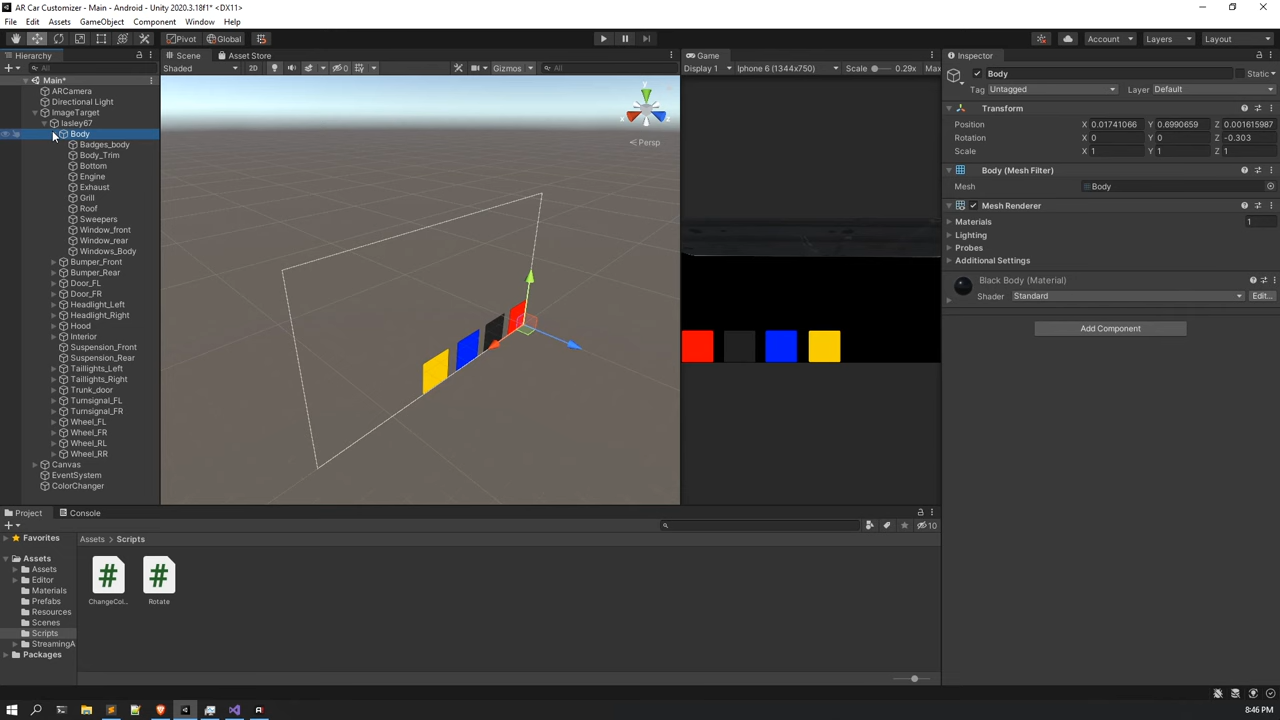 AR Car Customizer - Main - Android - Unity 2020.3.18f1* <DX11>
File Edit Assets GameObject Component Window Help
Pivot Global Account Layers Layout
Hierarchy Scene Asset Store Game Inspector
All Shaded 2D 0 Gizmos All Display 1 Iphone 6 (1344x750) Scale 0.29x Max Body Static
Main*
ARCamera
Directional Light
ImageTarget
lasley67
Body
Badges_body
Body_Trim
Bottom
Engine
Exhaust
Grill
Roof
Sweepers
Window_front
Window_rear
Windows_Body
Bumper_Front
Bumper_Rear
Door_FL
Door_FR
Headlight_Left
Headlight_Right
Hood
Interior
Suspension_Front
Suspension_Rear
Taillights_Left
Taillights_Right
Trunk_door
Turnsignal_FL
Turnsignal_FR
Wheel_FL
Wheel_FR
Wheel_RL
Wheel_RR
Canvas
EventSystem
ColorChanger
y
x
z
Persp
Tag Untagged Layer Default
Transform
Position X 0.01741066 Y 0.6990659 Z 0.001615987
Rotation X 0 Y 0 Z -0.303
Scale X 1 Y 1 Z 1
Body (Mesh Filter)
Mesh Body
Mesh Renderer
Materials 1
Lighting
Probes
Additional Settings
Black Body (Material)
Shader Standard Edit...
Add Component
Project Console
10
Favorites
Assets
Assets
Editor
Materials
Prefabs
Resources
Scenes
Scripts
StreamingA
Packages
Assets > Scripts
# #
ChangeCol... Rotate
8:46 PM